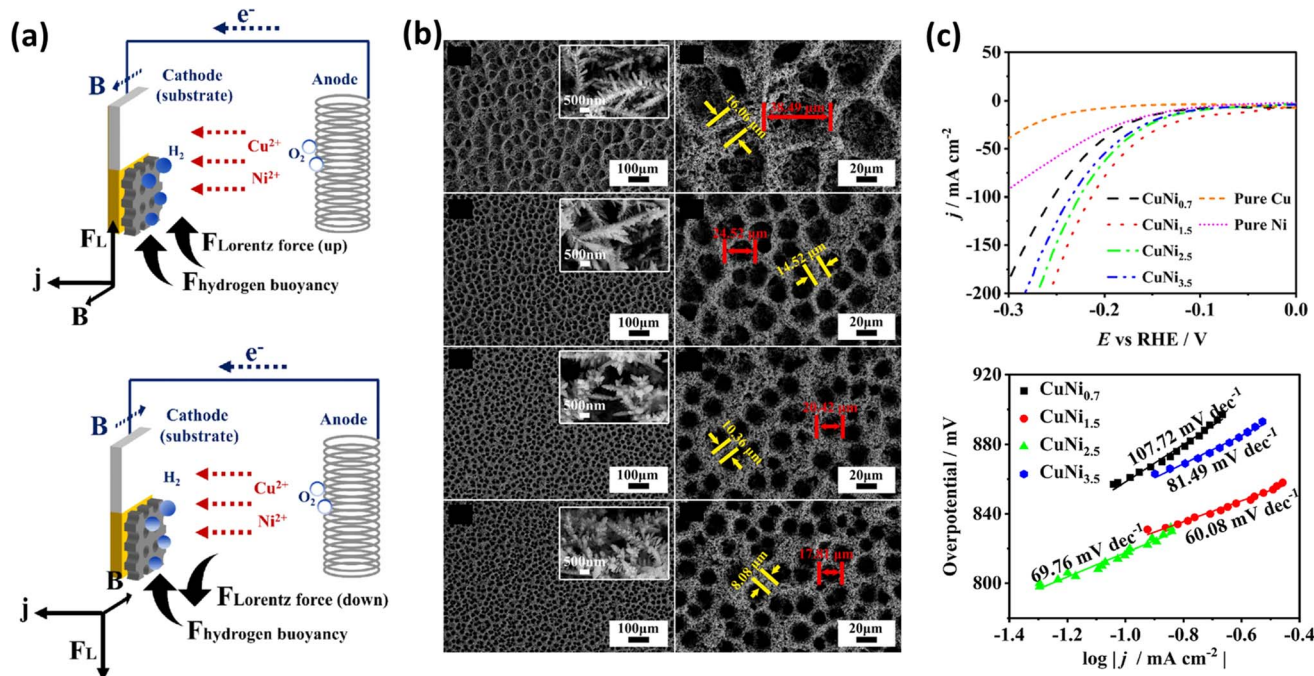 (a)
e⁻
B
Cathode
(substrate)
Anode
Cu²⁺
H₂
O₂
Ni²⁺
F_L
F_Lorentz force (up)
F_hydrogen buoyancy
j
B
e⁻
B
Cathode
(substrate)
Anode
H₂
Cu²⁺
O₂
Ni²⁺
B
j
F_Lorentz force (down)
F_hydrogen buoyancy
F_L
(b)
500nm
100μm
16.06 μm
20μm
500nm
100μm
14.52 μm
20μm
500nm
100μm
10.36 μm
20μm
500nm
100μm
8.08 μm
20μm
(c)
50
0
-50
-100
-150
-200
j / mA cm⁻²
CuNi₀.₇
CuNi₁.₅
CuNi₂.₅
CuNi₃.₅
Pure Cu
Pure Ni
-0.3
-0.2
-0.1
0.0
E vs RHE / V
920
880
840
800
Overpotential / mV
CuNi₀.₇
CuNi₁.₅
CuNi₂.₅
CuNi₃.₅
107.72 mV dec⁻¹
81.49 mV dec⁻¹
69.76 mV dec⁻¹
60.08 mV dec⁻¹
-1.4
-1.2
-1.0
-0.8
-0.6
-0.4
log | j / mA cm⁻² |